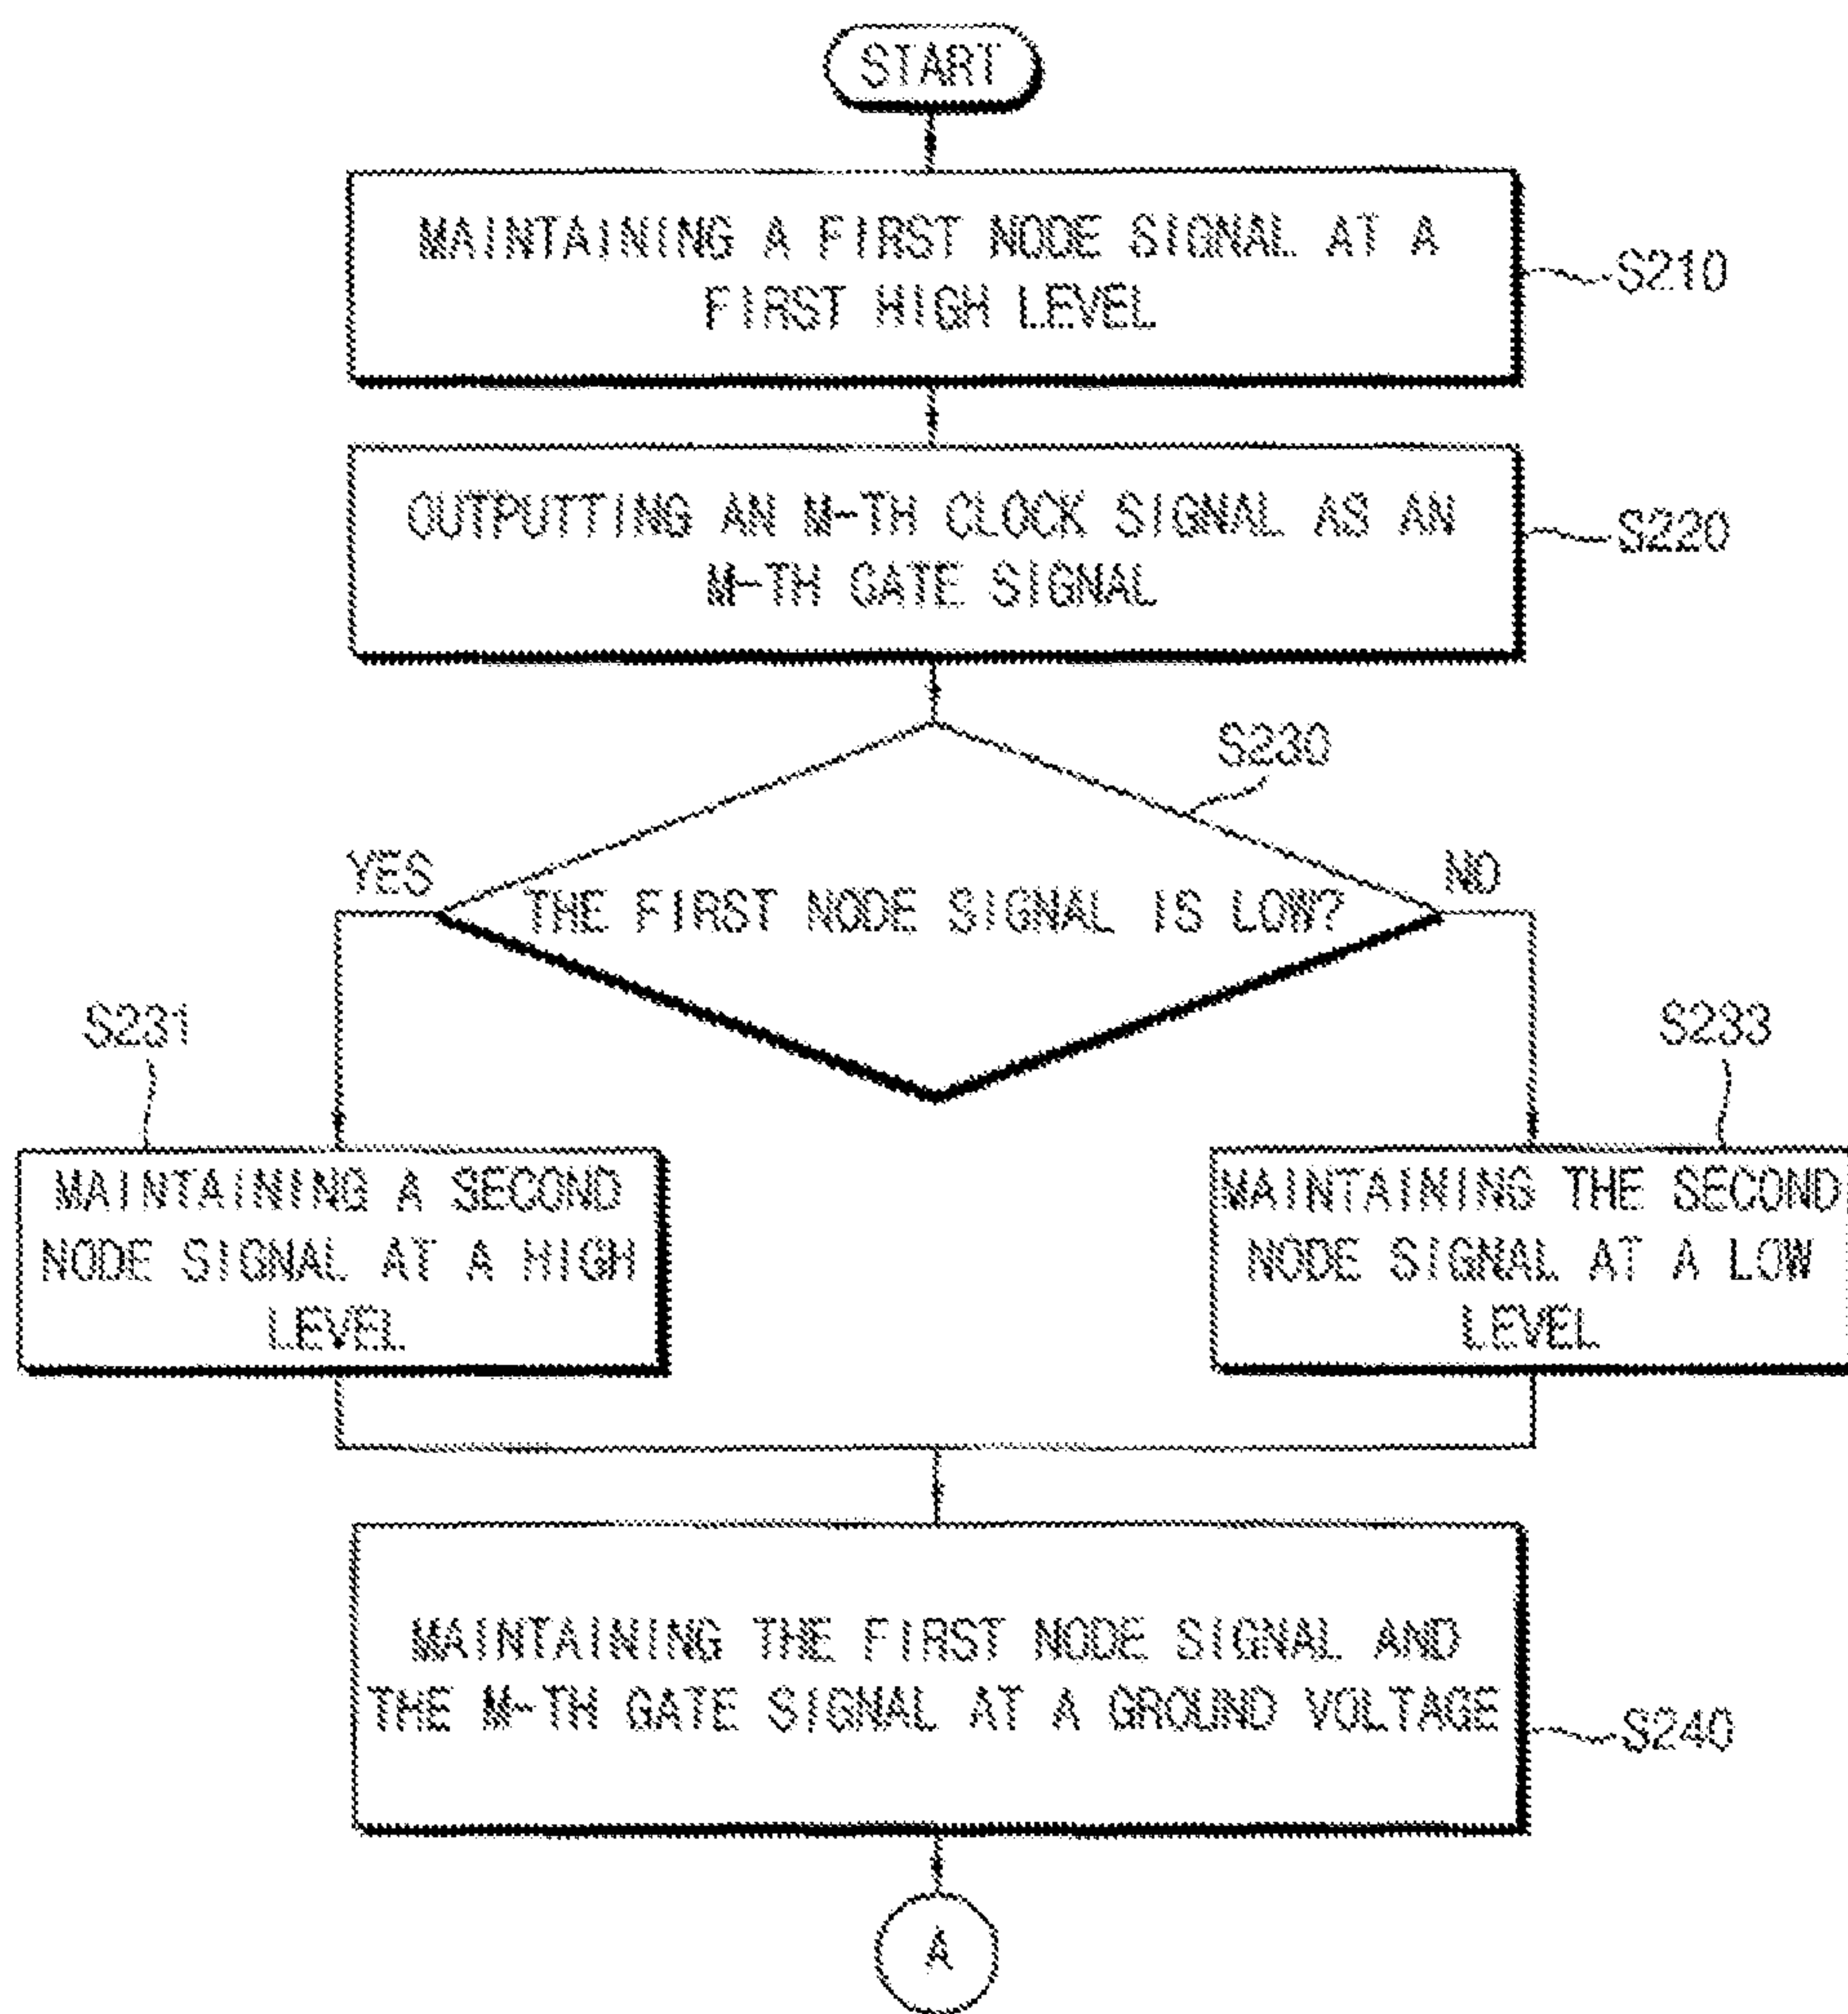 START
MAINTAINING A FIRST NODE SIGNAL AT A
FIRST HIGH LEVEL
S210
OUTPUTTING AN M-TH CLOCK SIGNAL AS AN
M-TH GATE SIGNAL
S220
S230
YES
NO
THE FIRST NODE SIGNAL IS LOW?
S231
S233
MAINTAINING A SECOND
NODE SIGNAL AT A HIGH
LEVEL
MAINTAINING THE SECOND
NODE SIGNAL AT A LOW
LEVEL
MAINTAINING THE FIRST NODE SIGNAL AND
THE M-TH GATE SIGNAL AT A GROUND VOLTAGE
S240
A